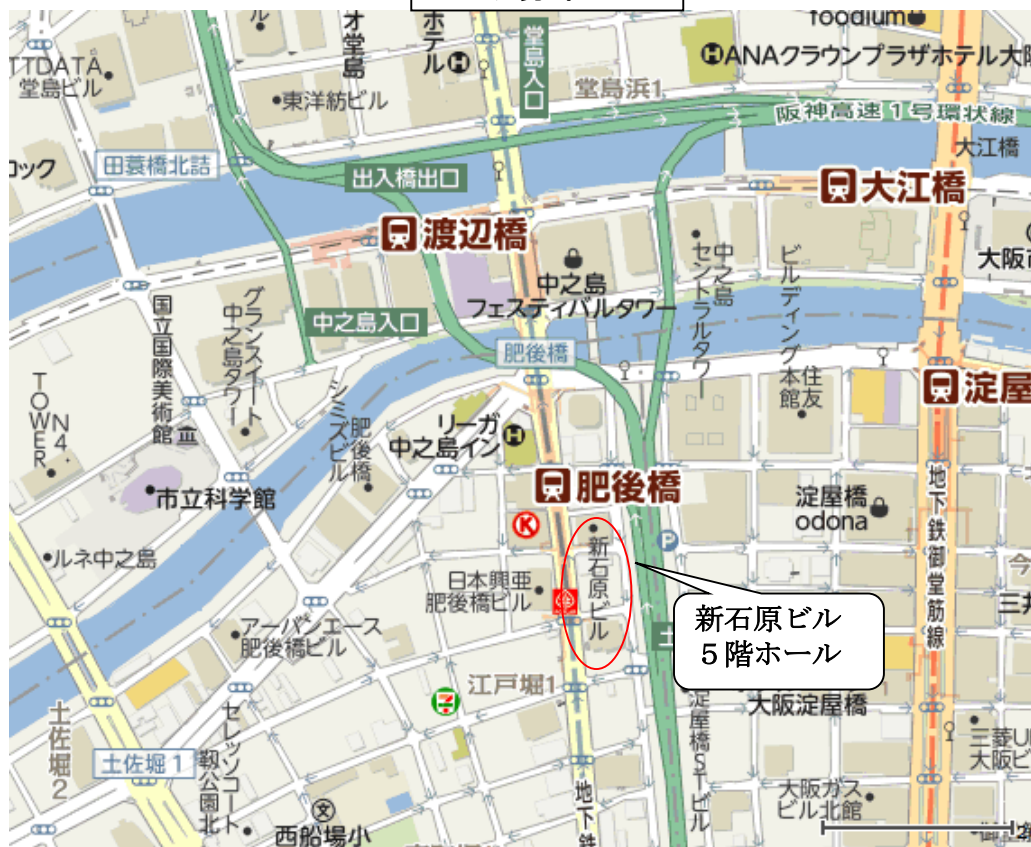 foodium
ANAクラウンプラザホテル大阪
オ堂島
ホテル
堂島入口
TTDATA
堂島ビル
東洋紡ビル
堂島浜1
阪神高速1号環状線
大江橋
田蓑橋北詰
出入橋出口
大江橋
渡辺橋
中之島
フェスティバルタワー
中之島
セントラルタワー
ビルディング本館
住友
国立国際美術館
グランスイート
中之島タワー
中之島入口
肥後橋
N4.
TOWER
シミズビル
肥後橋
リーガ
中之島イン
淀屋
肥後橋
市立科学館
淀屋橋
odona
地下鉄御堂筋線
ルネ中之島
新石原ビル
日本興亜
肥後橋ビル
P
K
今
三井
新石原ビル
5階ホール
土
アーバンエース
肥後橋ビル
江戸堀1
7
淀屋橋STビル
大阪淀屋橋
土佐堀2
土佐堀1
セレッソコート
靱公園北
西船場小
地下鉄
大阪ガス
ビル北館
三菱U
大阪ビ